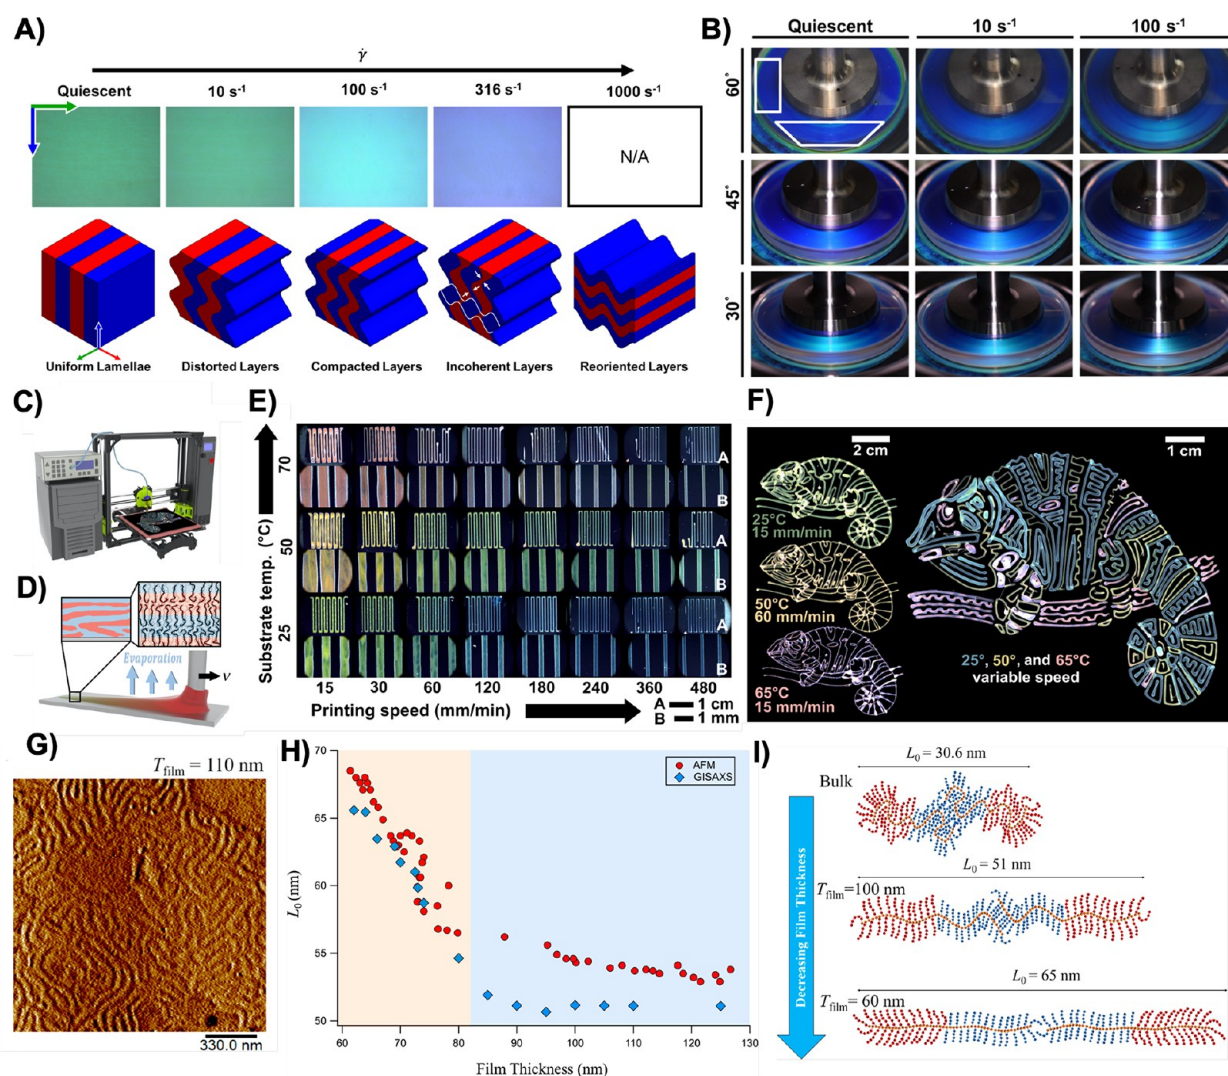 A)
γ̇
Quiescent
10 s⁻¹
100 s⁻¹
316 s⁻¹
1000 s⁻¹
N/A
Uniform Lamellae
Distorted Layers
Compacted Layers
Incoherent Layers
Reoriented Layers
B)
Quiescent
10 s⁻¹
100 s⁻¹
60°
45°
30°
C)
D)
Evaporation
v
E)
Substrate temp. (°C)
70
50
25
A
B
A
B
A
B
15 30 60 120 180 240 360 480
Printing speed (mm/min)
A 1 cm
B 1 mm
F)
2 cm
1 cm
25°C
15 mm/min
50°C
60 mm/min
65°C
15 mm/min
25°, 50°, and 65°C
variable speed
G)
T film = 110 nm
330.0 nm
H)
70
65
60
55
50
L₀ (nm)
AFM
GISAXS
60 70 80 90 100 110 120 130
Film Thickness (nm)
I)
L₀ = 30.6 nm
Bulk
L₀ = 51 nm
T film=100 nm
L₀ = 65 nm
T film= 60 nm
Decreasing Film Thickness